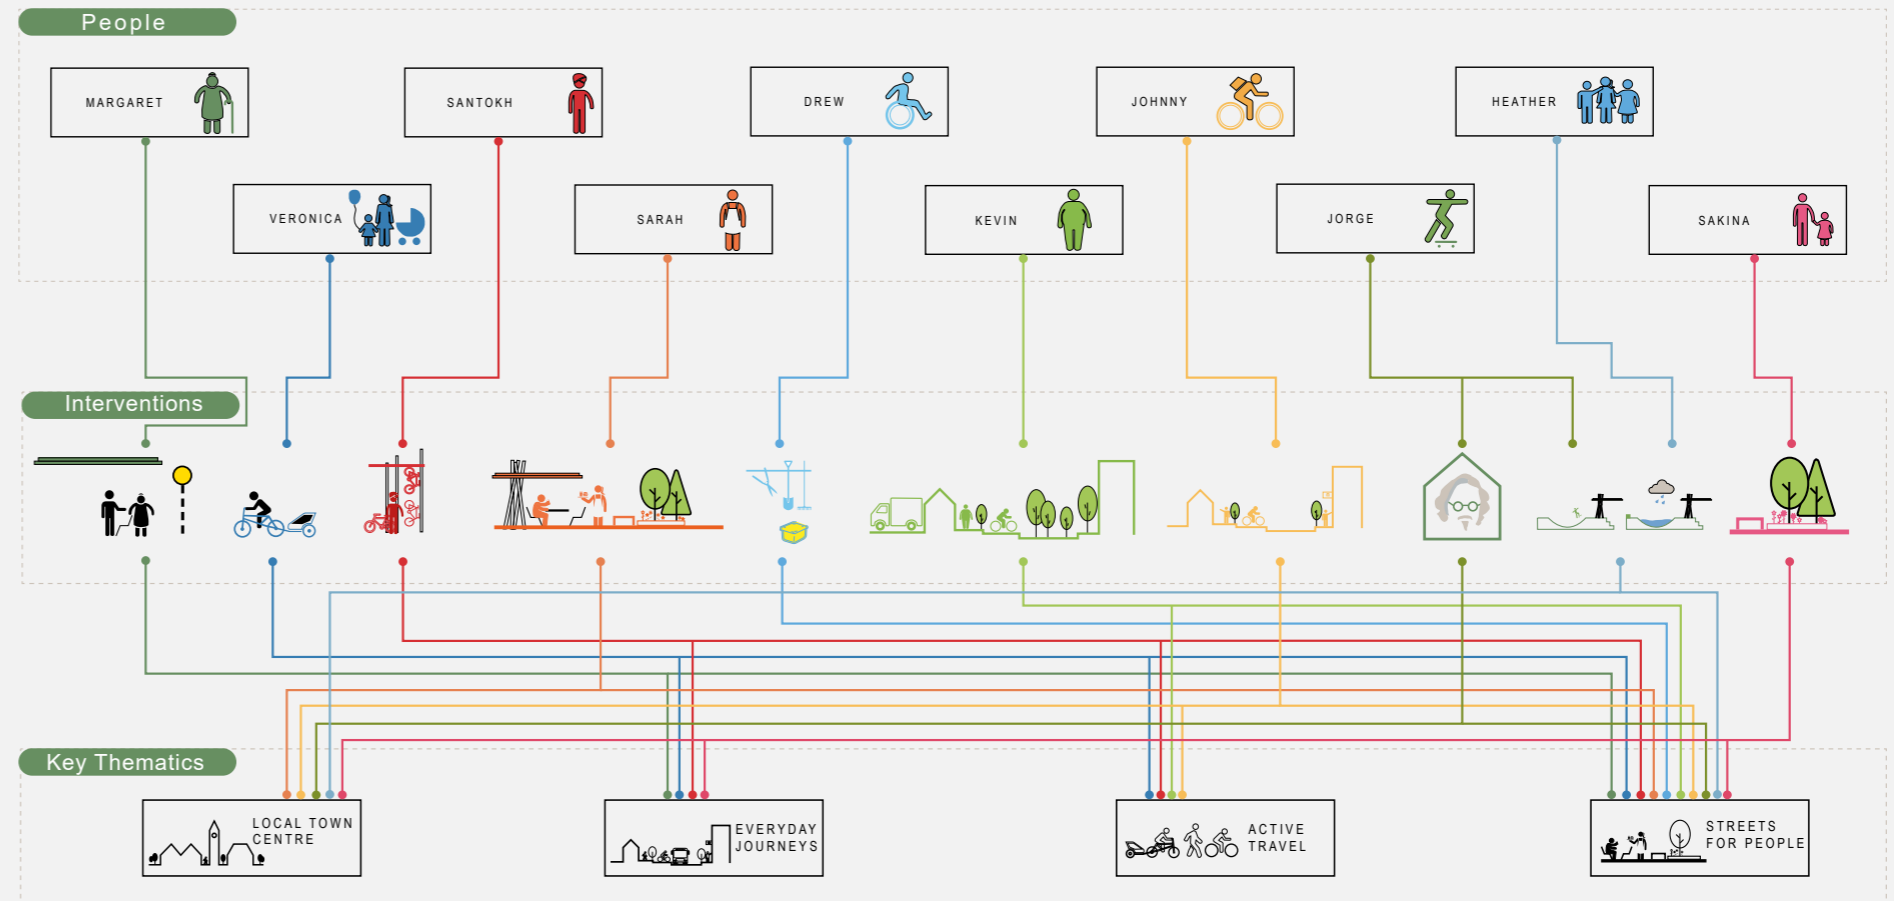 People
MARGARET
SANTOKH
DREW
JOHNNY
HEATHER
VERONICA
SARAH
KEVIN
JORGE
SAKINA
Interventions
Key Thematics
LOCAL TOWN
CENTRE
EVERYDAY
JOURNEYS
ACTIVE
TRAVEL
STREETS
FOR PEOPLE